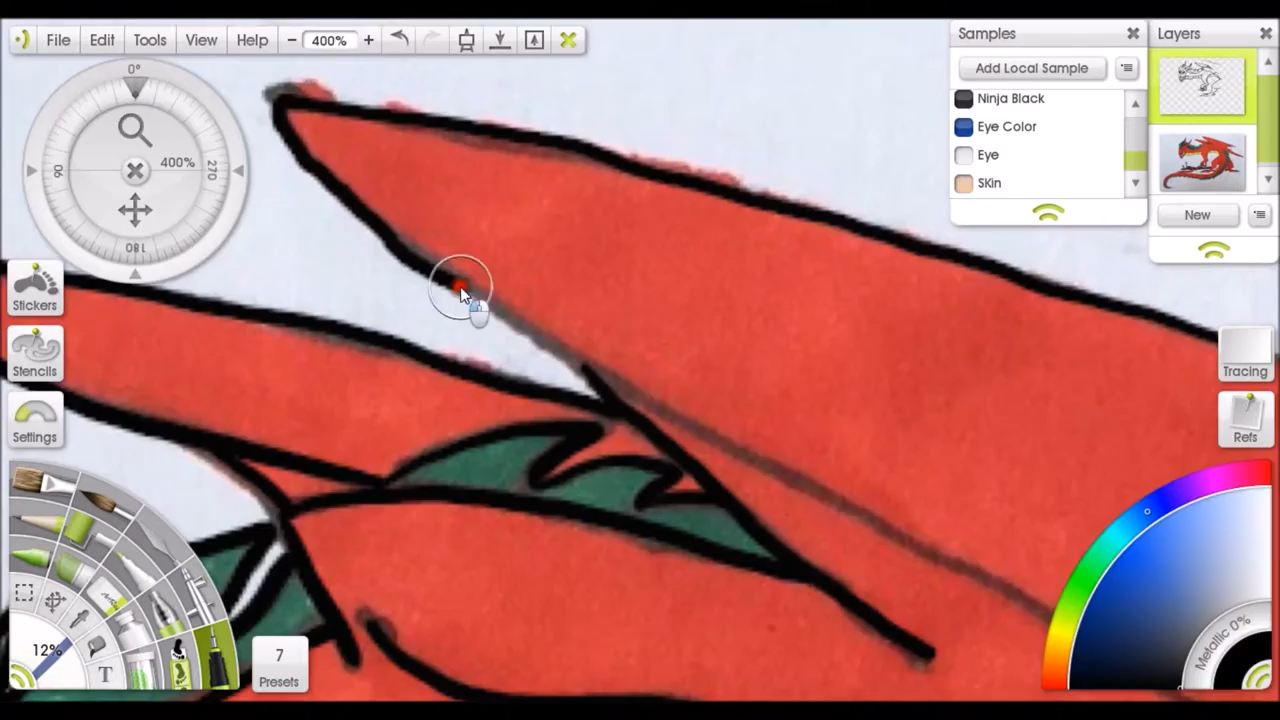 File Edit Tools View Help − 400% +
Samples
Layers
Add Local Sample
Ninja Black
Eye Color
Eye
SKin
New
0°
90
400%
270
180
Stickers
Stencils
Settings
Tracing
Refs
12%
T
7
Presets
Metallic 0%